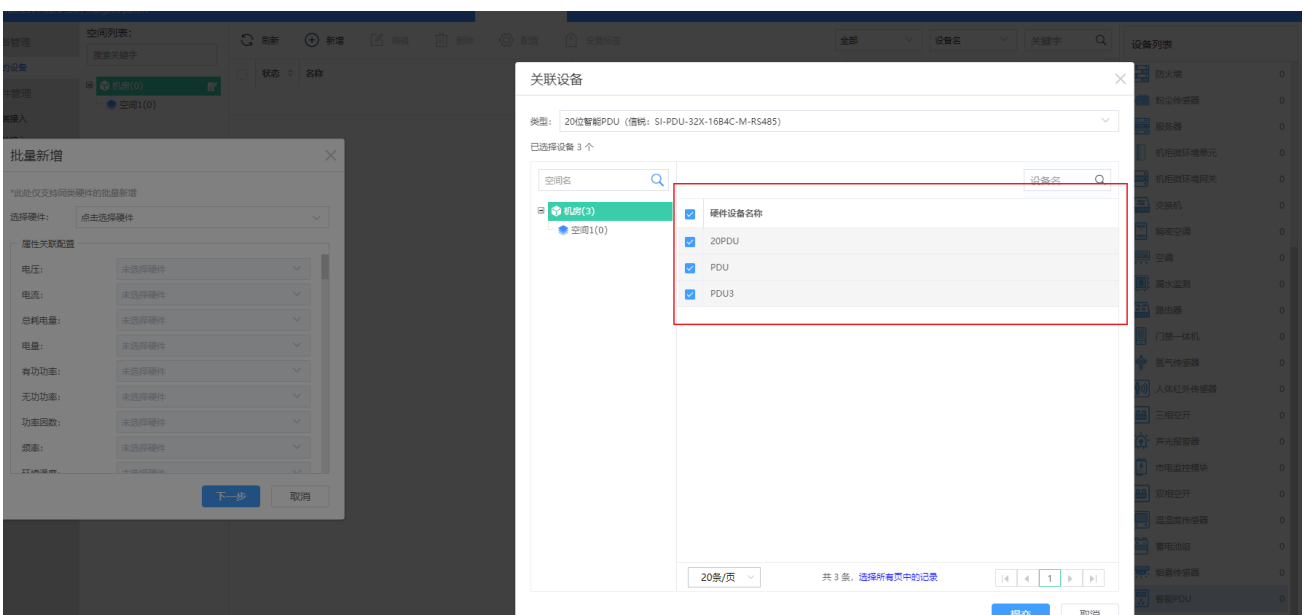 空间列表:
搜索关键字
机房(0)
空间1(0)
刷新
新增
编辑
删除
配置
全部
设备名
关键字
状态
名称
设备列表
防火墙 0
粉尘传感器 0
服务器 0
机柜微环境单元 0
机柜微环境网关 0
交换机 0
精密空调 0
空调 0
漏水监测 0
路由器 0
门禁一体机 0
氢气传感器 0
人体红外传感器 0
三相空开 0
声光报警器 0
市电监控模块 0
双相空开 0
温湿度传感器 0
蓄电池组 0
烟雾传感器 0
智能PDU 0
批量新增
*此处仅支持同类硬件的批量新增
选择硬件: 点击选择硬件
属性关联配置
电压: 未选择硬件
电流: 未选择硬件
总耗电量: 未选择硬件
电量: 未选择硬件
有功功率: 未选择硬件
无功功率: 未选择硬件
功率因数: 未选择硬件
频率: 未选择硬件
下一步
取消
关联设备
类型: 20位智能PDU（信锐：SI-PDU-32X-16B4C-M-RS485）
已选择设备 3 个
空间名
设备名
机房(3)
空间1(0)
硬件设备名称
20PDU
PDU
PDU3
20条/页
共 3 条，选择所有页中的记录
1
提交
取消